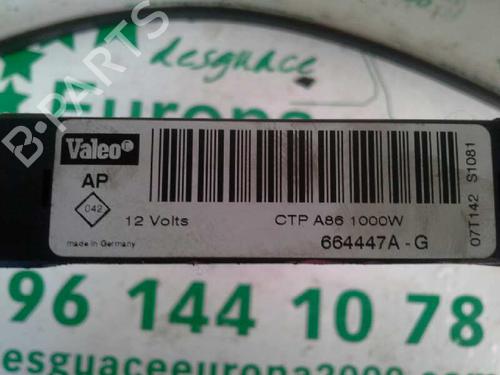 desguace
Europa
B-PARTS
Valeo
AP
042
12 Volts
CTP A86 1000W
made in Germany
664447A - G
07T142 S1081
96 144 10 78
esguaceeuropa2000.com